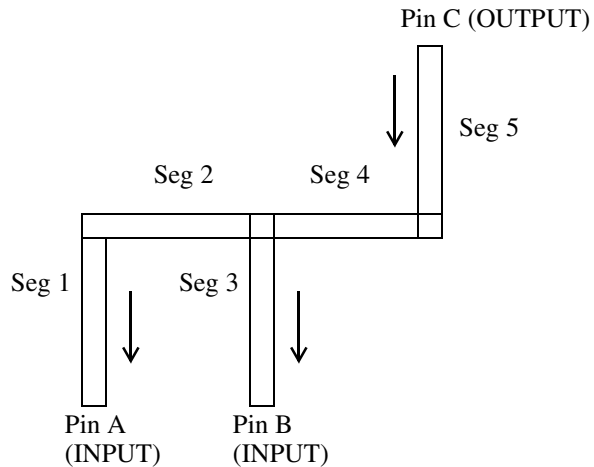 Pin C (OUTPUT)
Seg 5
Seg 2
Seg 4
Seg 1
Seg 3
Pin A
(INPUT)
Pin B
(INPUT)